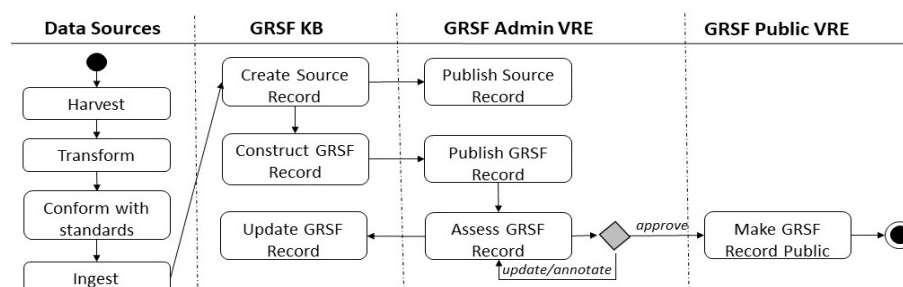 Data Sources
GRSF KB
GRSF Admin VRE
GRSF Public VRE
Harvest
Transform
Conform with
standards
Ingest
Create Source
Record
Publish Source
Record
Construct GRSF
Record
Publish GRSF
Record
Update GRSF
Record
Assess GRSF
Record
approve
update/annotate
Make GRSF
Record Public